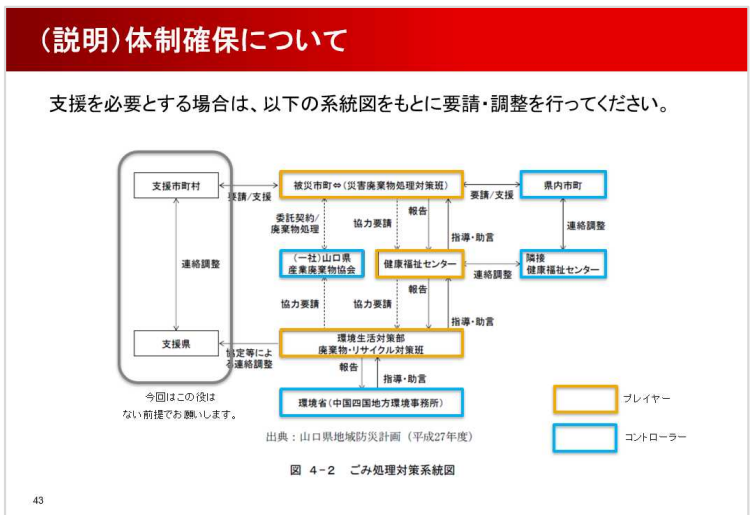 (説明)体制確保について
支援を必要とする場合は、以下の系統図をもとに要請・調整を行ってください。
支援市町村
要請/支援
被災市町⇔(災害廃棄物処理対策班)
要請/支援
県内市町
委託契約/
廃棄物処理
協力要請
報告
指導・助言
連絡調整
連絡調整
(一社)山口県
産業廃棄物協会
健康福祉センター
連絡調整
隣接
健康福祉センター
協力要請
協力要請
報告
指導・助言
支援県
協定等によ
る連絡調整
環境生活対策部
廃棄物・リサイクル対策班
報告
指導・助言
今回はこの役は
ない前提でお願いします。
環境省(中国四国地方環境事務所)
プレイヤー
コントローラー
出典:山口県地域防災計画(平成27年度)
図 4-2 ごみ処理対策系統図
43